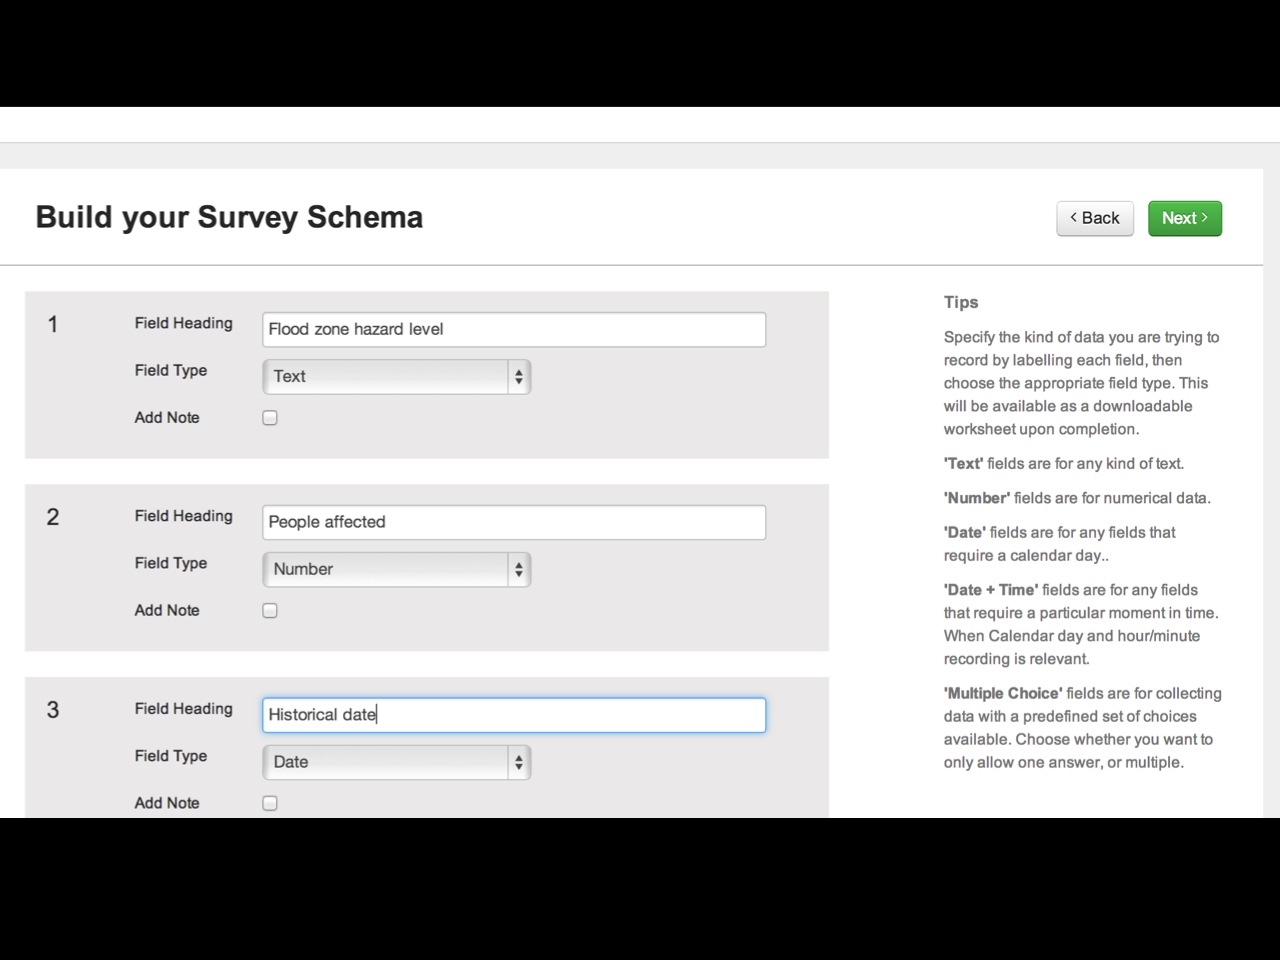 Build your Survey Schema
‹ Back
Next ›
1
Field Heading
Flood zone hazard level
Field Type
Text
Add Note
2
Field Heading
People affected
Field Type
Number
Add Note
3
Field Heading
Historical date
Field Type
Date
Add Note
Tips
Specify the kind of data you are trying to
record by labelling each field, then
choose the appropriate field type. This
will be available as a downloadable
worksheet upon completion.
'Text' fields are for any kind of text.
'Number' fields are for numerical data.
'Date' fields are for any fields that
require a calendar day..
'Date + Time' fields are for any fields
that require a particular moment in time.
When Calendar day and hour/minute
recording is relevant.
'Multiple Choice' fields are for collecting
data with a predefined set of choices
available. Choose whether you want to
only allow one answer, or multiple.